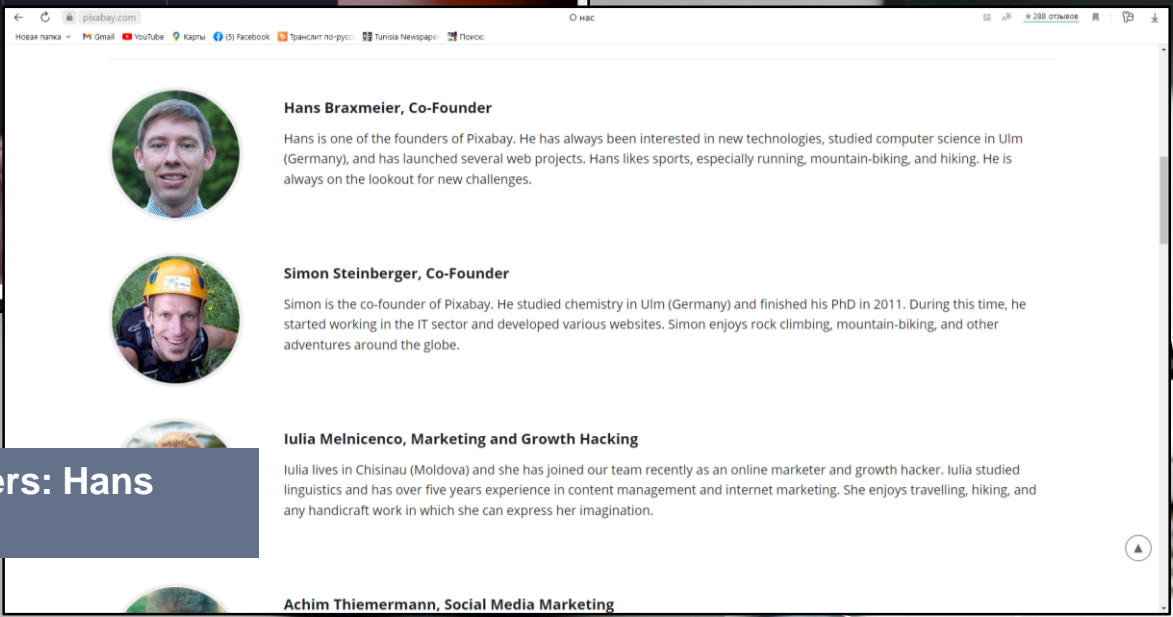 pixabay.com
О нас
★ 288 отзывов
Новая папка
Gmail
YouTube
Карты
(5) Facebook
Транслит по-русс
Tunisia Newspaper
Поиск:
Hans Braxmeier, Co-Founder
Hans is one of the founders of Pixabay. He has always been interested in new technologies, studied computer science in Ulm
(Germany), and has launched several web projects. Hans likes sports, especially running, mountain-biking, and hiking. He is
always on the lookout for new challenges.
Simon Steinberger, Co-Founder
Simon is the co-founder of Pixabay. He studied chemistry in Ulm (Germany) and finished his PhD in 2011. During this time, he
started working in the IT sector and developed various websites. Simon enjoys rock climbing, mountain-biking, and other
adventures around the globe.
Iulia Melnicenco, Marketing and Growth Hacking
Iulia lives in Chisinau (Moldova) and she has joined our team recently as an online marketer and growth hacker. Iulia studied
linguistics and has over five years experience in content management and internet marketing. She enjoys travelling, hiking, and
any handicraft work in which she can express her imagination.
ers: Hans
Achim Thiemermann, Social Media Marketing